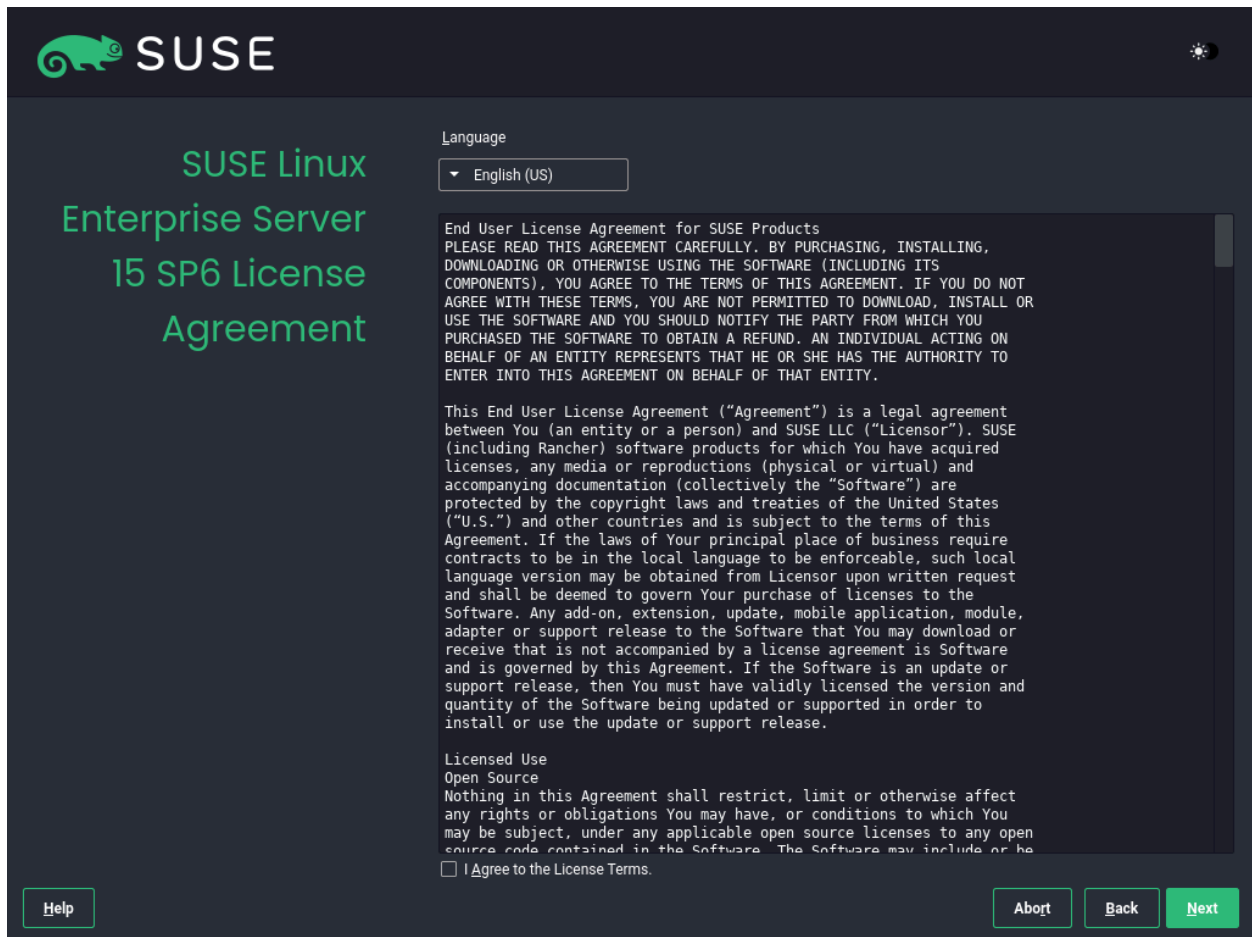 SUSE
SUSE Linux
Enterprise Server
15 SP6 License
Agreement
Language
English (US)
End User License Agreement for SUSE Products
PLEASE READ THIS AGREEMENT CAREFULLY. BY PURCHASING, INSTALLING,
DOWNLOADING OR OTHERWISE USING THE SOFTWARE (INCLUDING ITS
COMPONENTS), YOU AGREE TO THE TERMS OF THIS AGREEMENT. IF YOU DO NOT
AGREE WITH THESE TERMS, YOU ARE NOT PERMITTED TO DOWNLOAD, INSTALL OR
USE THE SOFTWARE AND YOU SHOULD NOTIFY THE PARTY FROM WHICH YOU
PURCHASED THE SOFTWARE TO OBTAIN A REFUND. AN INDIVIDUAL ACTING ON
BEHALF OF AN ENTITY REPRESENTS THAT HE OR SHE HAS THE AUTHORITY TO
ENTER INTO THIS AGREEMENT ON BEHALF OF THAT ENTITY.
This End User License Agreement (“Agreement”) is a legal agreement
between You (an entity or a person) and SUSE LLC (“Licensor”). SUSE
(including Rancher) software products for which You have acquired
licenses, any media or reproductions (physical or virtual) and
accompanying documentation (collectively the “Software”) are
protected by the copyright laws and treaties of the United States
(“U.S.”) and other countries and is subject to the terms of this
Agreement. If the laws of Your principal place of business require
contracts to be in the local language to be enforceable, such local
language version may be obtained from Licensor upon written request
and shall be deemed to govern Your purchase of licenses to the
Software. Any add-on, extension, update, mobile application, module,
adapter or support release to the Software that You may download or
receive that is not accompanied by a license agreement is Software
and is governed by this Agreement. If the Software is an update or
support release, then You must have validly licensed the version and
quantity of the Software being updated or supported in order to
install or use the update or support release.
Licensed Use
Open Source
Nothing in this Agreement shall restrict, limit or otherwise affect
any rights or obligations You may have, or conditions to which You
may be subject, under any applicable open source licenses to any open
source code contained in the Software. The Software may include or be
I Agree to the License Terms.
Help
Abort
Back
Next